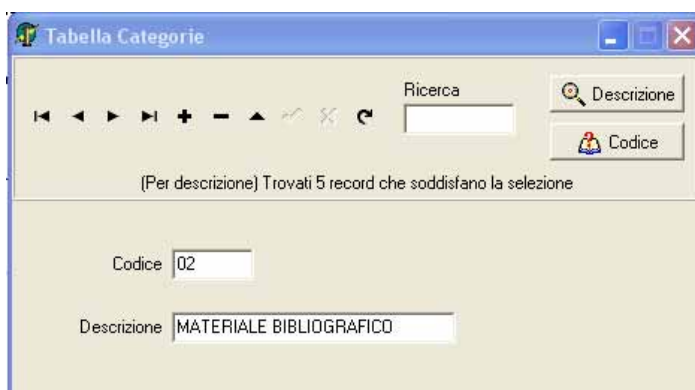 Tabella Categorie
Ricerca
Descrizione
Codice
(Per descrizione) Trovati 5 record che soddisfano la selezione
Codice 02
Descrizione MATERIALE BIBLIOGRAFICO